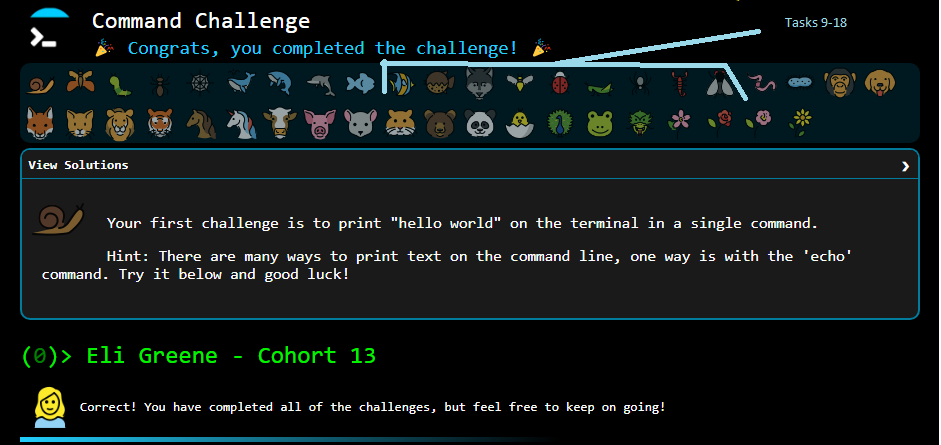 Command Challenge
Tasks 9-18
🎉 Congrats, you completed the challenge! 🎉
View Solutions
Your first challenge is to print "hello world" on the terminal in a single command.
Hint: There are many ways to print text on the command line, one way is with the 'echo'
command. Try it below and good luck!
(0)> Eli Greene - Cohort 13
Correct! You have completed all of the challenges, but feel free to keep on going!